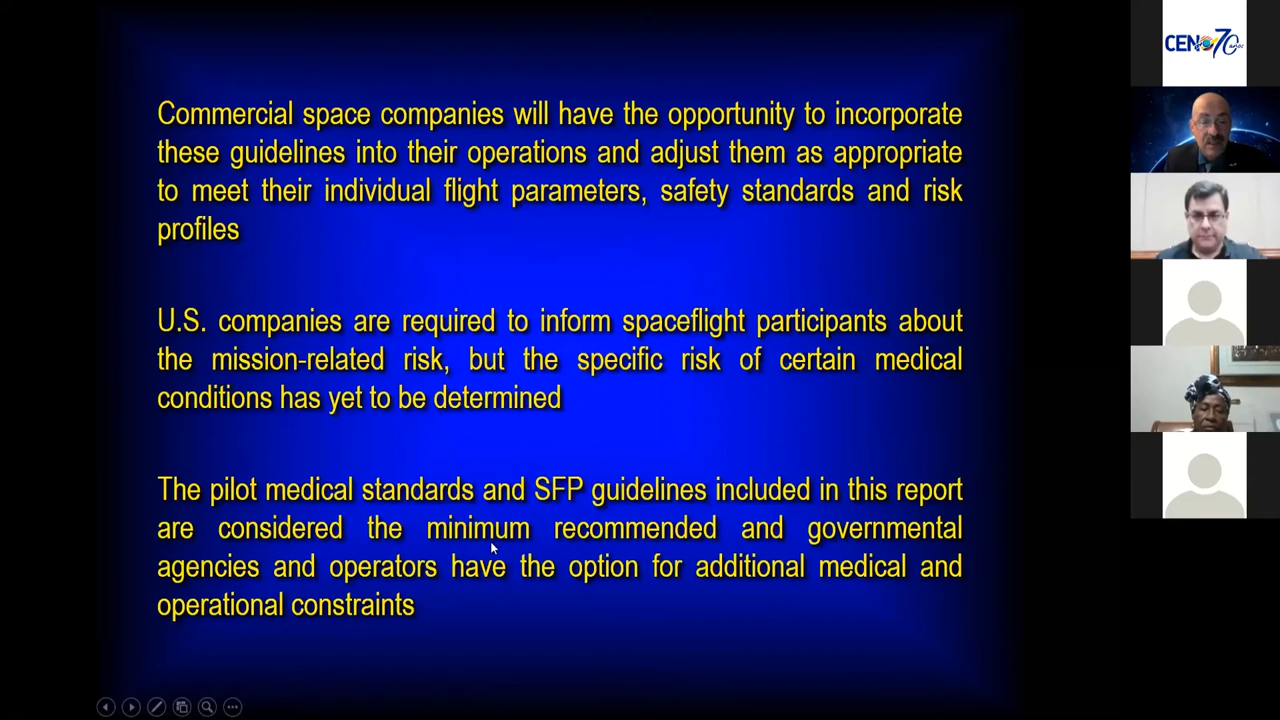 Commercial space companies will have the opportunity to incorporate
these guidelines into their operations and adjust them as appropriate
to meet their individual flight parameters, safety standards and risk
profiles
U.S. companies are required to inform spaceflight participants about
the mission-related risk, but the specific risk of certain medical
conditions has yet to be determined
The pilot medical standards and SFP guidelines included in this report
are considered the minimum recommended and governmental
agencies and operators have the option for additional medical and
operational constraints
70